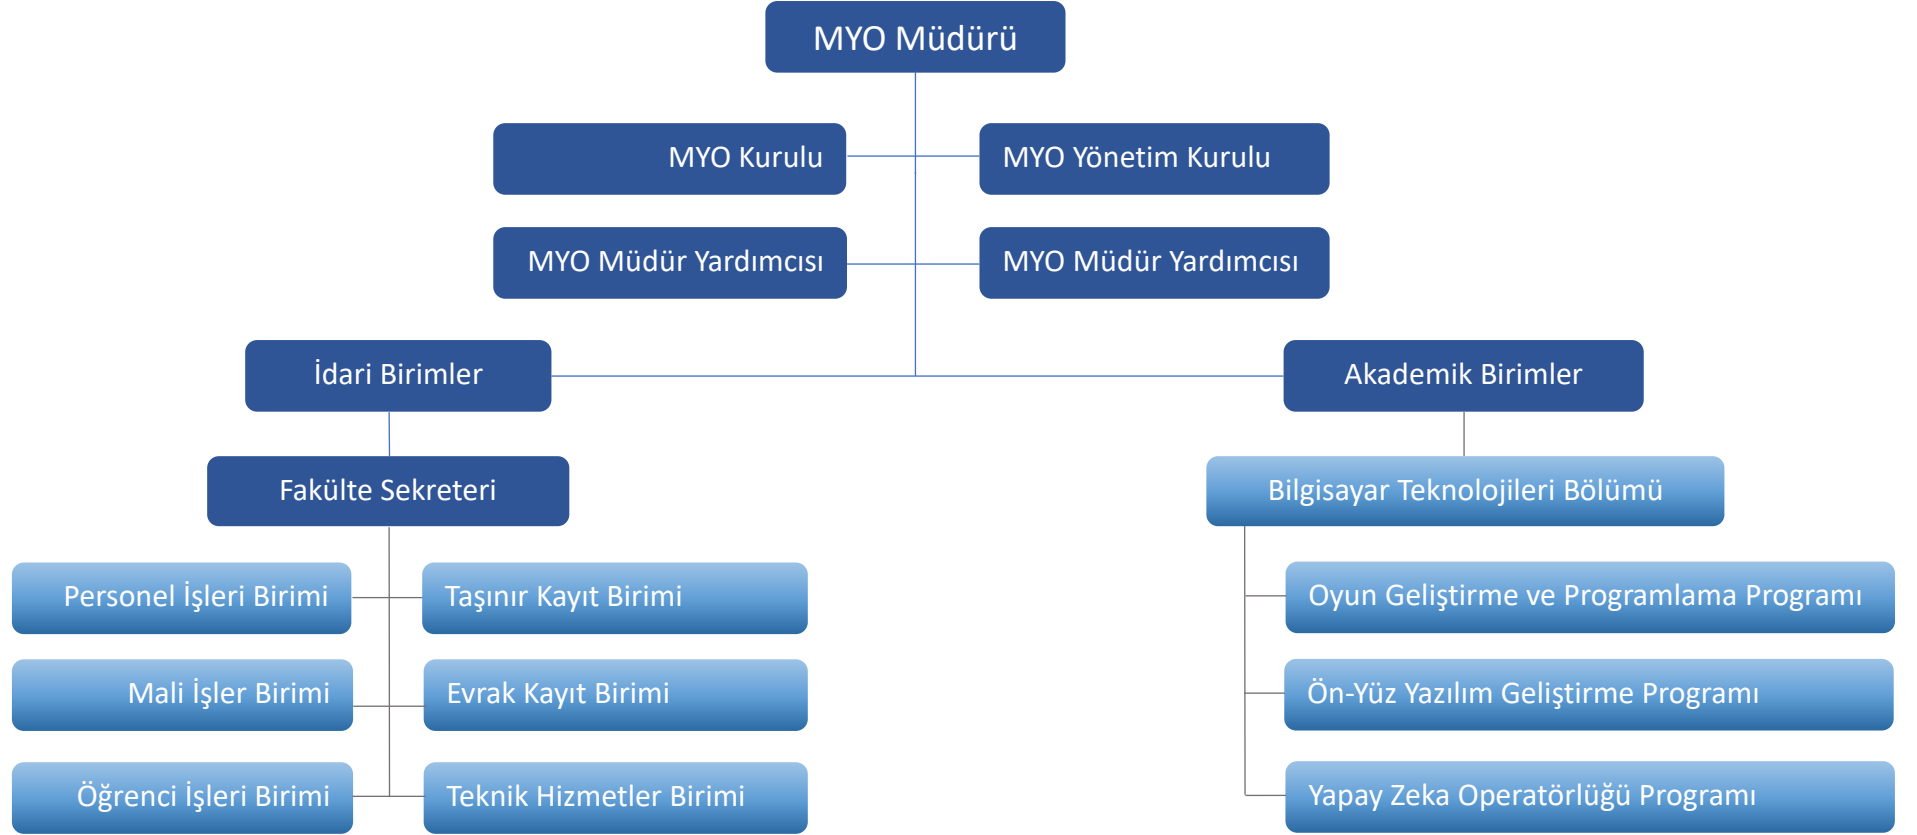 MYO Müdürü
MYO Kurulu
MYO Yönetim Kurulu
MYO Müdür Yardımcısı
MYO Müdür Yardımcısı
İdari Birimler
Akademik Birimler
Fakülte Sekreteri
Bilgisayar Teknolojileri Bölümü
Personel İşleri Birimi
Taşınır Kayıt Birimi
Oyun Geliştirme ve Programlama Programı
Mali İşler Birimi
Evrak Kayıt Birimi
Ön-Yüz Yazılım Geliştirme Programı
Öğrenci İşleri Birimi
Teknik Hizmetler Birimi
Yapay Zeka Operatörlüğü Programı